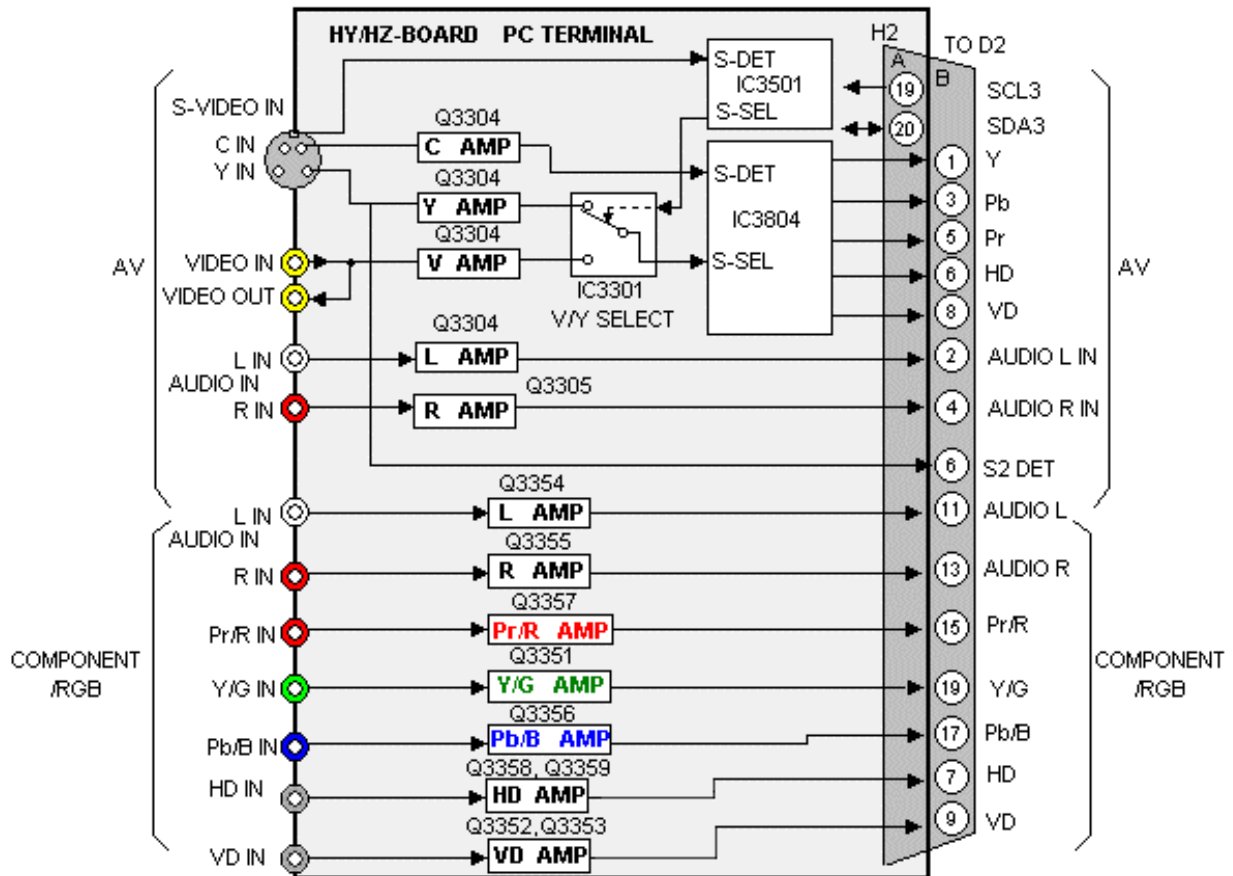 HY/HZ-BOARD PC TERMINAL
H2
TO D2
A
B
S-DET
IC3501
S-SEL
19
SCL3
20
SDA3
S-VIDEO IN
C IN
Y IN
Q3304
C AMP
Q3304
Y AMP
Q3304
V AMP
S-DET
IC3804
S-SEL
1
Y
3
Pb
5
Pr
6
HD
8
VD
AV
VIDEO IN
VIDEO OUT
IC3301
V/Y SELECT
AV
L IN
AUDIO IN
R IN
Q3304
L AMP
Q3305
R AMP
2
AUDIO L IN
4
AUDIO R IN
6
S2 DET
L IN
AUDIO IN
R IN
Q3354
L AMP
11
AUDIO L
Q3355
R AMP
13
AUDIO R
Pr/R IN
Q3357
Pr/R AMP
15
Pr/R
COMPONENT
/RGB
Y/G IN
Q3351
Y/G AMP
19
Y/G
COMPONENT
/RGB
Pb/B IN
Q3356
Pb/B AMP
17
Pb/B
HD IN
Q3358, Q3359
HD AMP
7
HD
VD IN
Q3352,Q3353
VD AMP
9
VD